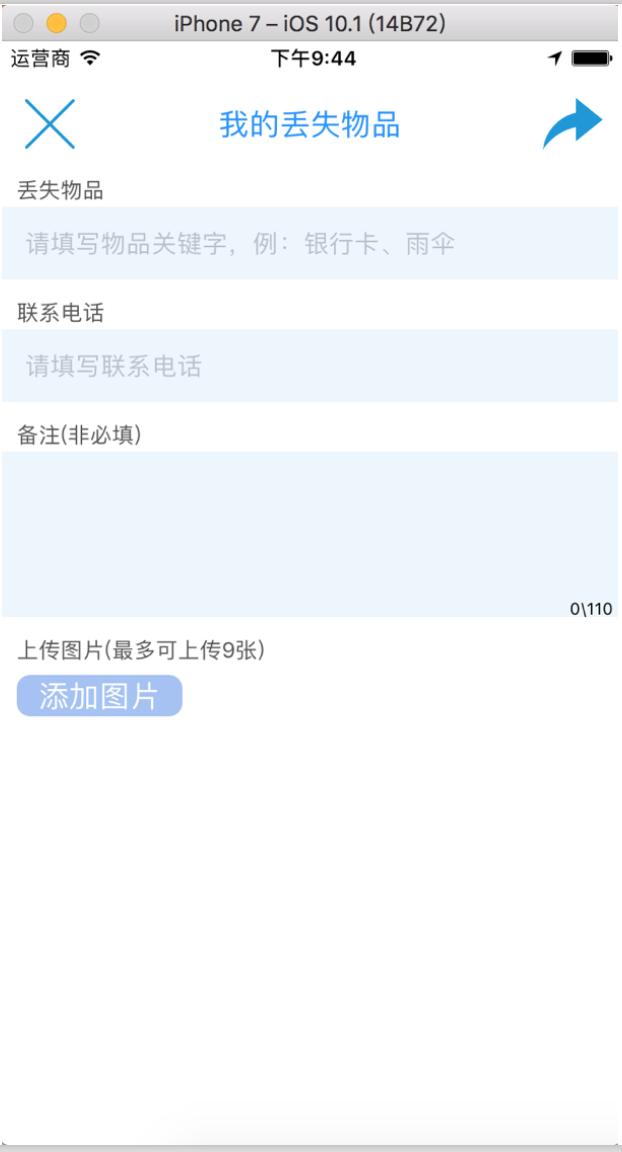 iPhone 7 – iOS 10.1 (14B72)
运营商 下午9:44
我的丢失物品
丢失物品
请填写物品关键字，例：银行卡、雨伞
联系电话
请填写联系电话
备注(非必填)
0\110
上传图片(最多可上传9张)
添加图片